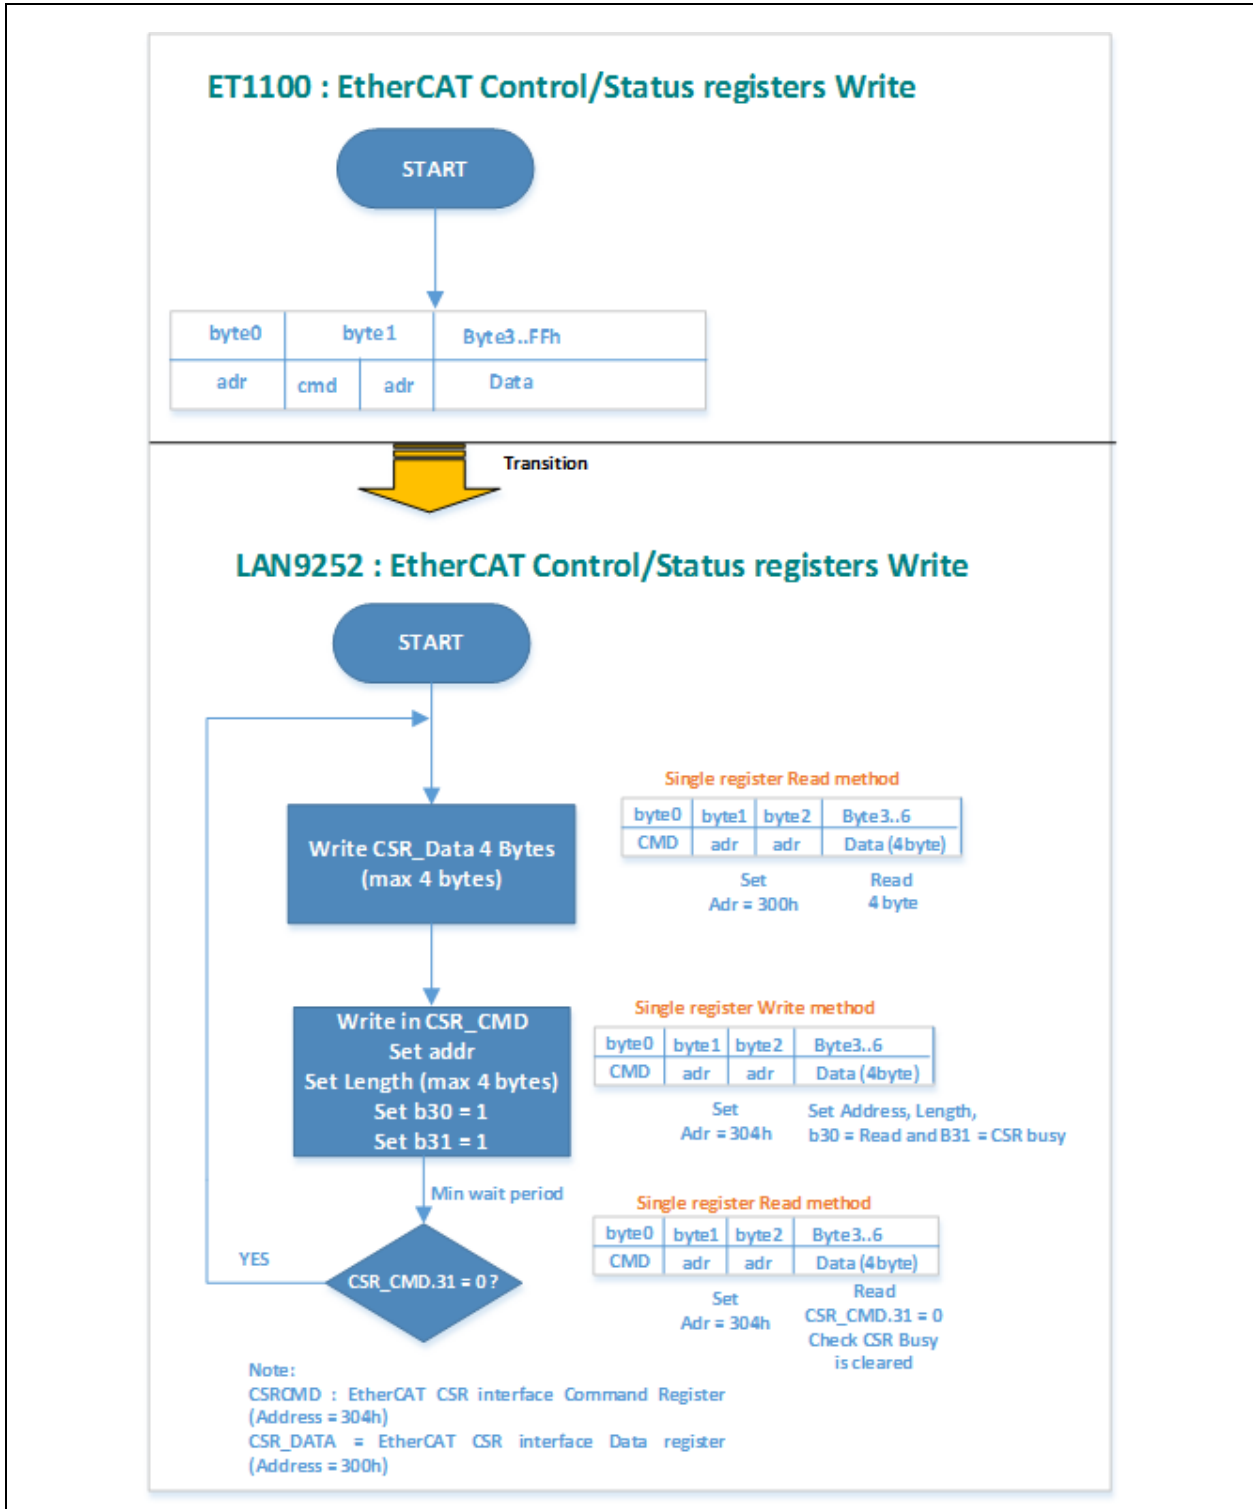 ET1100 : EtherCAT Control/Status registers Write
START
byte0 byte1 Byte3..FFh
adr cmd adr Data
Transition
LAN9252 : EtherCAT Control/Status registers Write
START
Single register Read method
byte0 byte1 byte2 Byte3..6
CMD adr adr Data (4byte)
Set Read
Adr = 300h 4 byte
Write CSR_Data 4 Bytes
(max 4 bytes)
Single register Write method
byte0 byte1 byte2 Byte3..6
CMD adr adr Data (4byte)
Set Set Address, Length,
Adr = 304h b30 = Read and B31 = CSR busy
Write in CSR_CMD
Set addr
Set Length (max 4 bytes)
Set b30 = 1
Set b31 = 1
Min wait period
Single register Read method
byte0 byte1 byte2 Byte3..6
CMD adr adr Data (4byte)
Set Read
Adr = 304h CSR_CMD.31 = 0
Check CSR Busy
is cleared
YES
CSR_CMD.31 = 0 ?
Note:
CSRCMD : EtherCAT CSR interface Command Register
(Address = 304h)
CSR_DATA = EtherCAT CSR interface Data register
(Address = 300h)